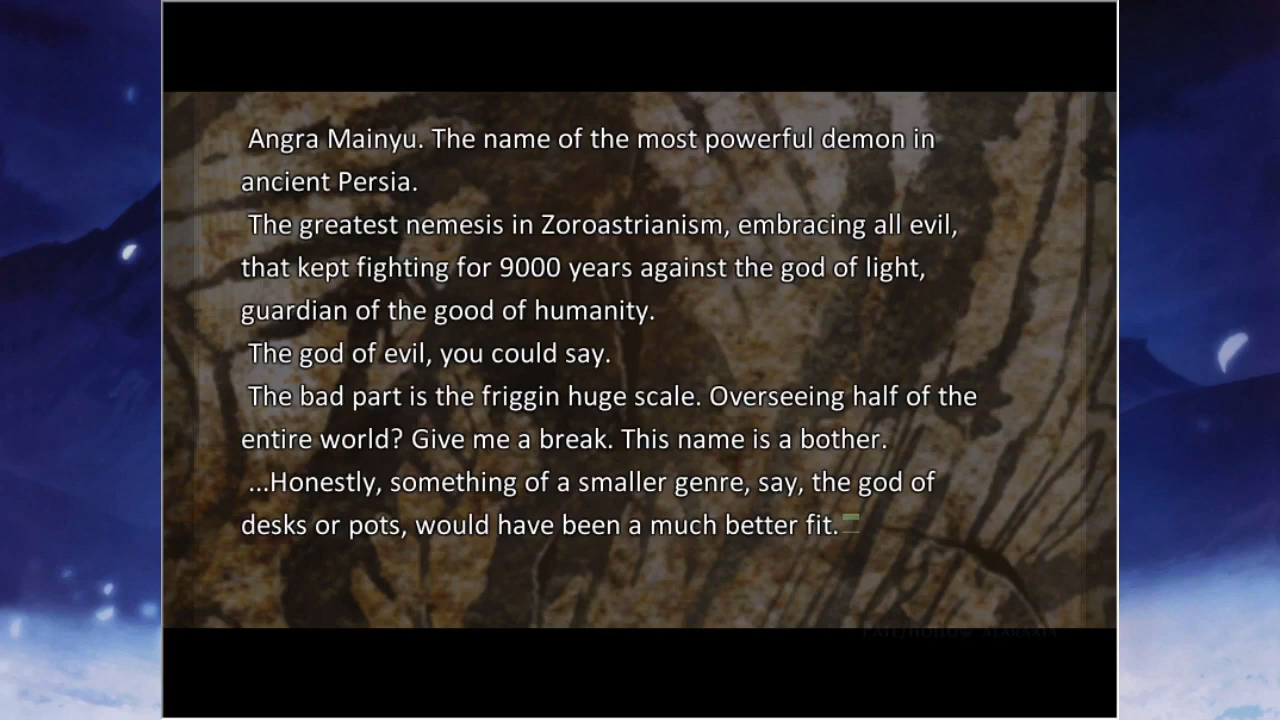 Angra Mainyu. The name of the most powerful demon in
ancient Persia.
The greatest nemesis in Zoroastrianism, embracing all evil,
that kept fighting for 9000 years against the god of light,
guardian of the good of humanity.
The god of evil, you could say.
The bad part is the friggin huge scale. Overseeing half of the
entire world? Give me a break. This name is a bother.
...Honestly, something of a smaller genre, say, the god of
desks or pots, would have been a much better fit.
FATE/HOLLOW ATARAXIA